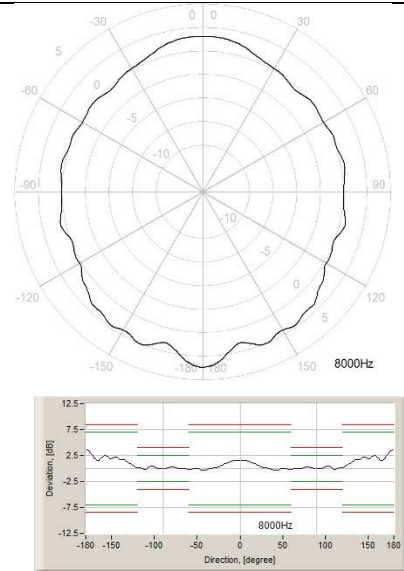 -30 0 0 30
5
-60 0 60
-5
-10
-90 90
-10
-5
-120 0 120
5
-150 -180 180 150
8000Hz
12.5-
7.5-
2.5-
-2.5-
-7.5-
-12.5-
Deviation, [dB]
8000Hz
-180 -150 -100 -50 0 50 100 150 180
Direction, [degree]